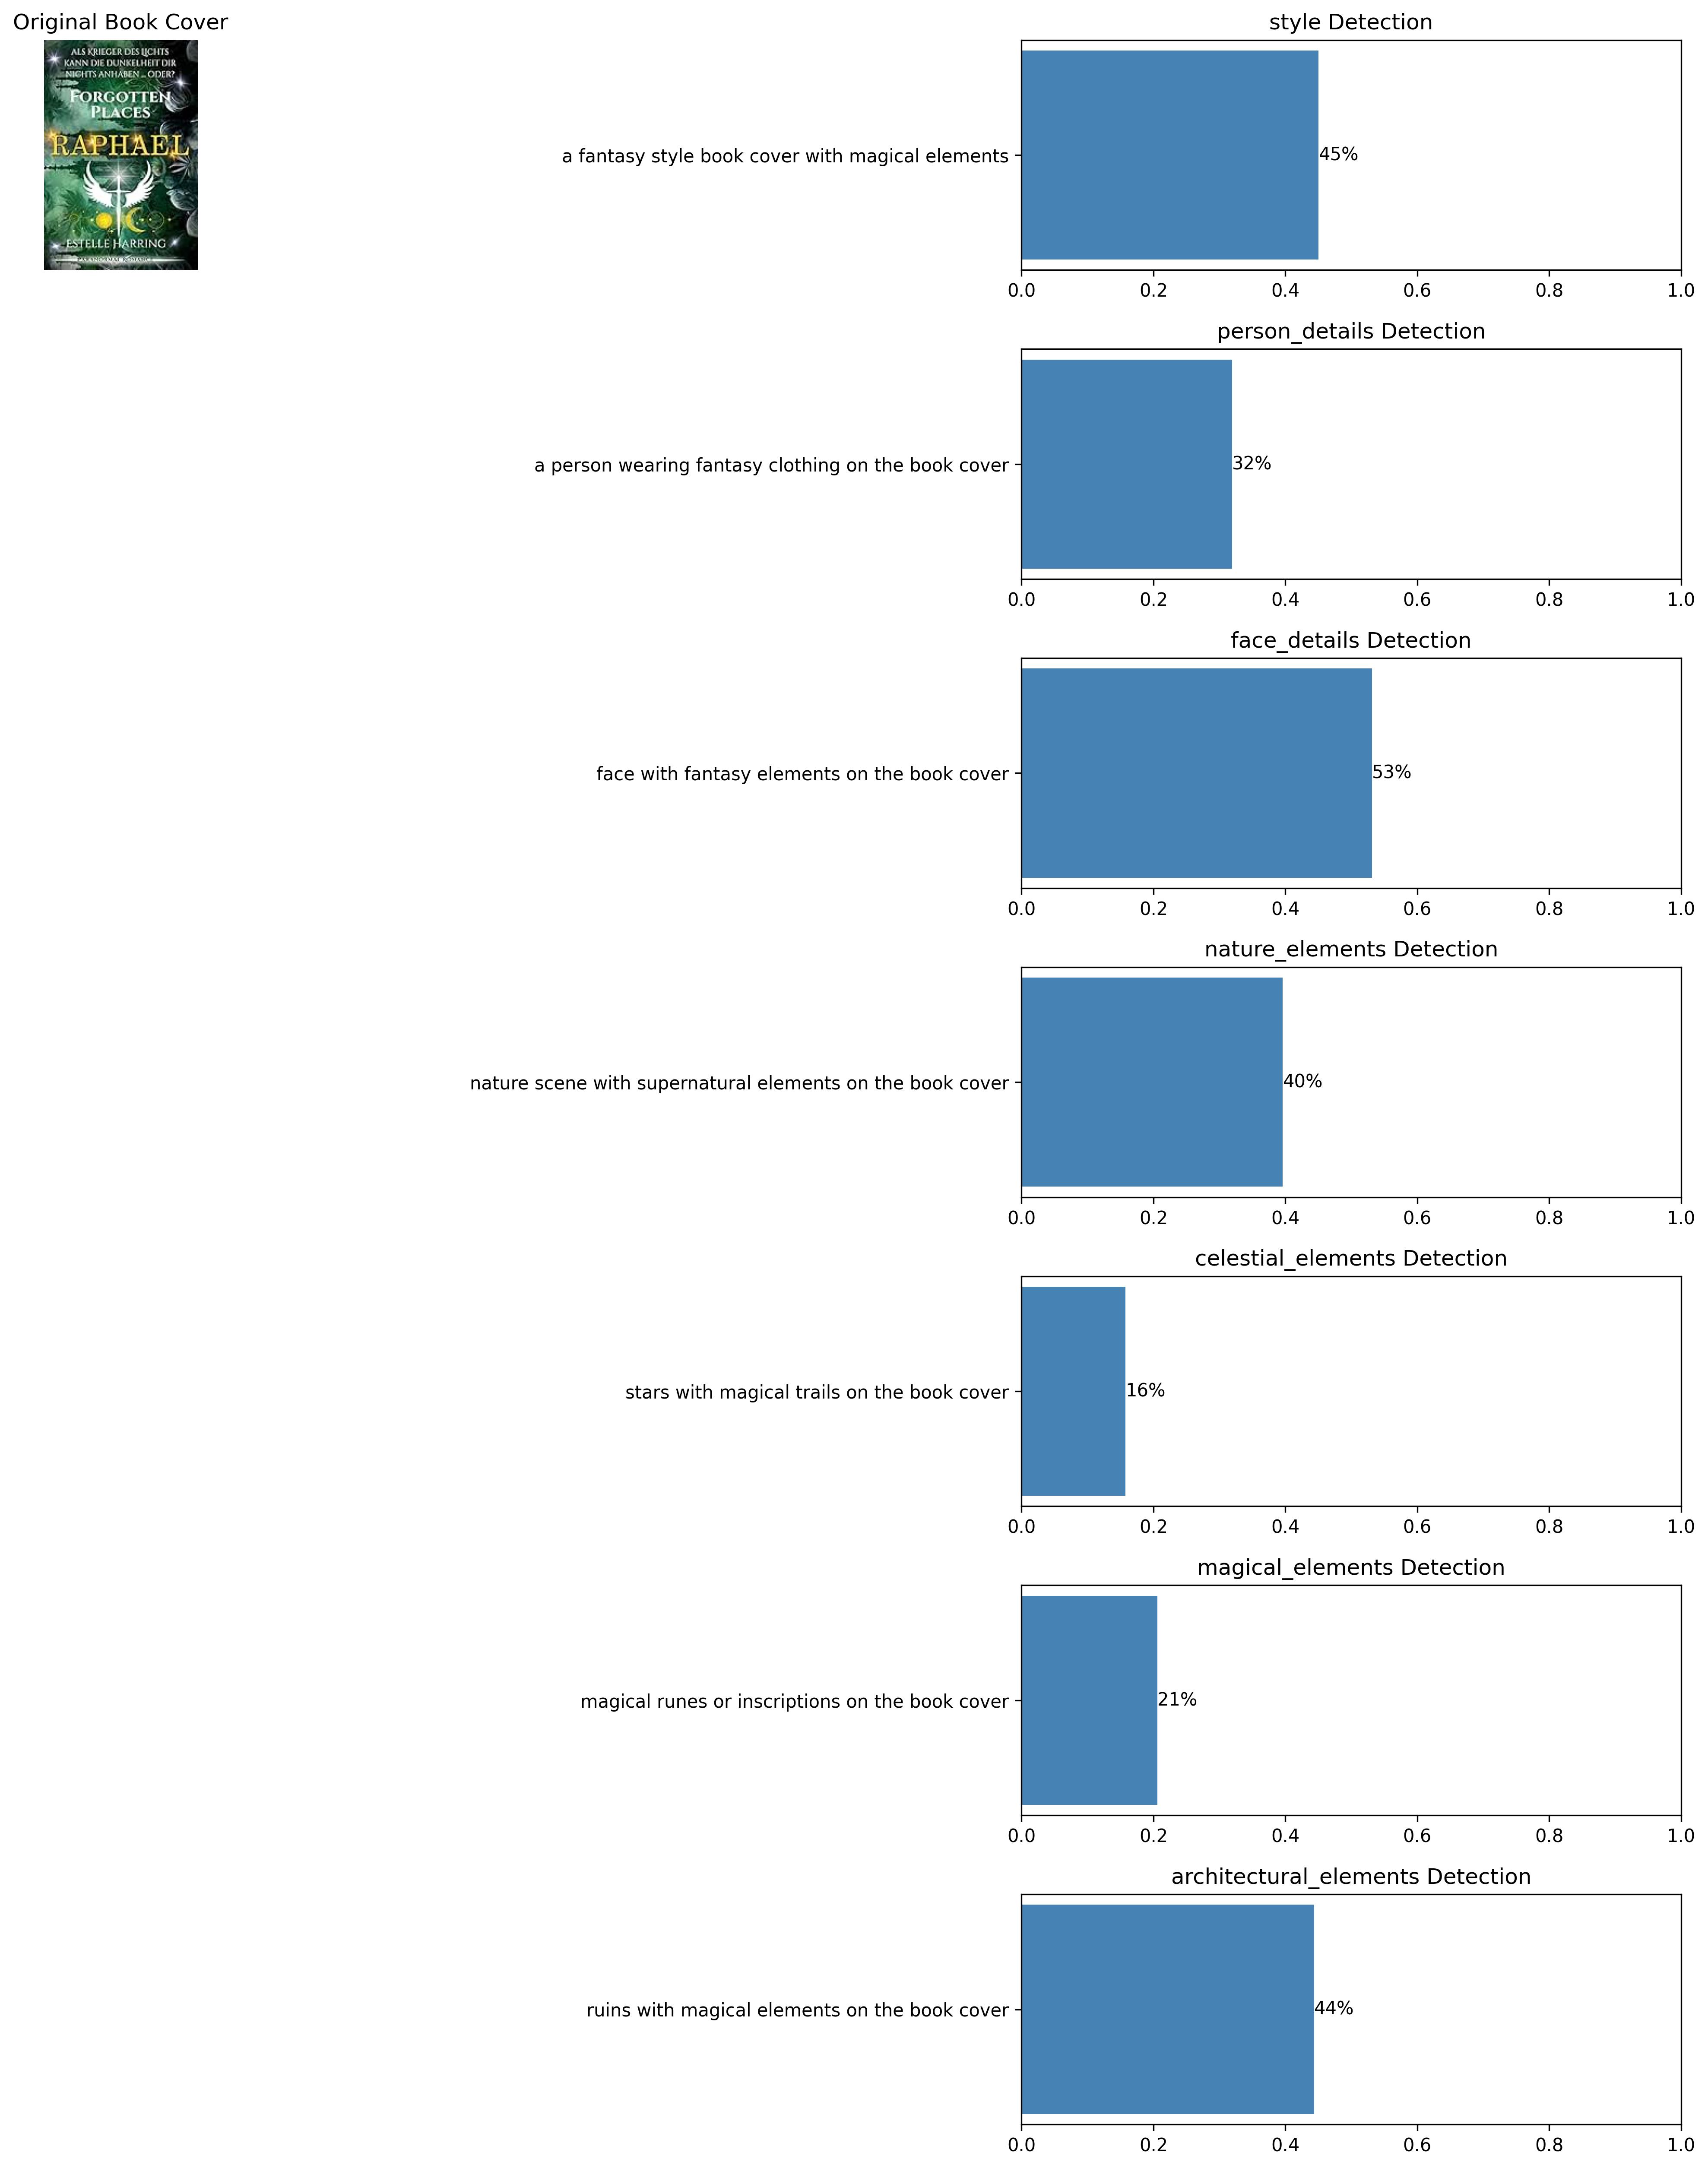 Original Book Cover
ALS KRIEGER DES LICHTS
KANN DIE DUNKELHEIT DIR
NICHTS ANHABEN ... ODER?
FORGOTTEN
PLACES
RAPHAEL
ESTELLE HARRING
PARANORMAL ROMANCE
style Detection
a fantasy style book cover with magical elements
45%
0.0 0.2 0.4 0.6 0.8 1.0
person_details Detection
a person wearing fantasy clothing on the book cover
32%
0.0 0.2 0.4 0.6 0.8 1.0
face_details Detection
face with fantasy elements on the book cover
53%
0.0 0.2 0.4 0.6 0.8 1.0
nature_elements Detection
nature scene with supernatural elements on the book cover
40%
0.0 0.2 0.4 0.6 0.8 1.0
celestial_elements Detection
stars with magical trails on the book cover
16%
0.0 0.2 0.4 0.6 0.8 1.0
magical_elements Detection
magical runes or inscriptions on the book cover
21%
0.0 0.2 0.4 0.6 0.8 1.0
architectural_elements Detection
ruins with magical elements on the book cover
44%
0.0 0.2 0.4 0.6 0.8 1.0